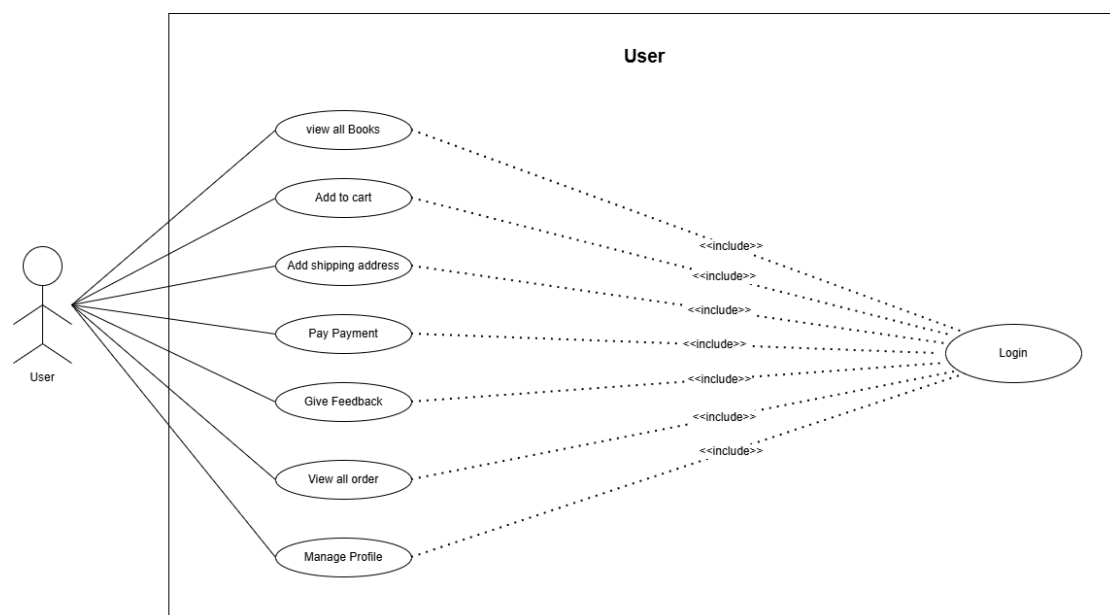 User
view all Books
Add to cart
<<include>>
Add shipping address
<<include>>
<<include>>
Pay Payment
<<include>>
Login
User
<<include>>
Give Feedback
<<include>>
View all order
<<include>>
Manage Profile